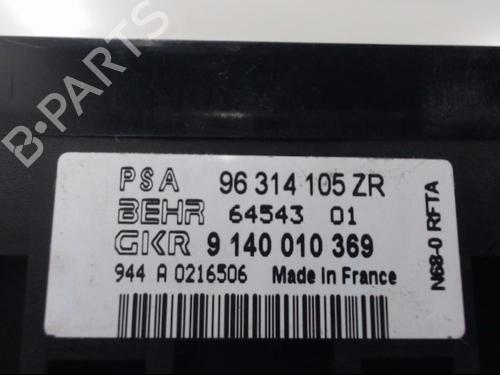 B-PARTS
PSA 96 314 105 ZR
BEHR 64543 01
GKR 9 140 010 369
944 A 0216506 Made in France
N68-0 RFTA